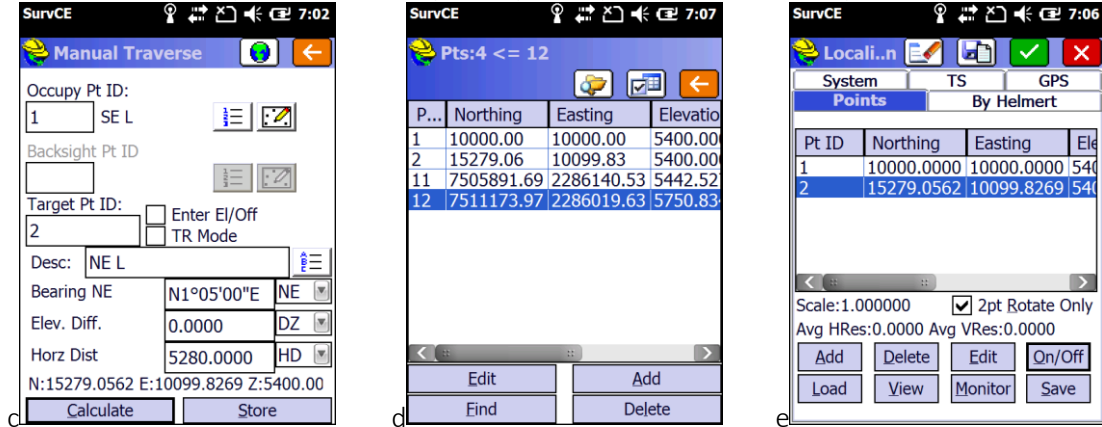 SurvCE 7:02
Manual Traverse
Occupy Pt ID:
1 SE L
Backsight Pt ID
Target Pt ID:
2
Enter El/Off
TR Mode
Desc: NE L
Bearing NE N1°05'00"E NE
Elev. Diff. 0.0000 DZ
Horz Dist 5280.0000 HD
N:15279.0562 E:10099.8269 Z:5400.00
Calculate Store
c
SurvCE 7:07
Pts:4 <= 12
P... Northing Easting Elevatio
1 10000.00 10000.00 5400.00
2 15279.06 10099.83 5400.00
11 7505891.69 2286140.53 5442.52
12 7511173.97 2286019.63 5750.83
Edit Add
Find Delete
d
SurvCE 7:06
Locali..n
System TS GPS
Points By Helmert
Pt ID Northing Easting Ele
1 10000.0000 10000.0000 540
2 15279.0562 10099.8269 540
Scale:1.000000 2pt Rotate Only
Avg HRes:0.0000 Avg VRes:0.0000
Add Delete Edit On/Off
Load View Monitor Save
e